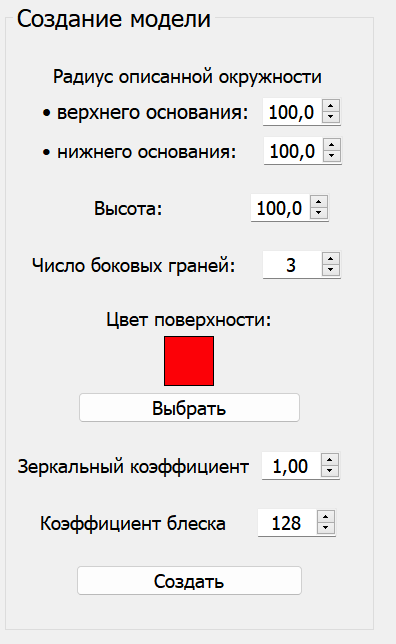 Создание модели
Радиус описанной окружности
• верхнего основания: 100,0
• нижнего основания: 100,0
Высота: 100,0
Число боковых граней: 3
Цвет поверхности:
Выбрать
Зеркальный коэффициент 1,00
Коэффициент блеска 128
Создать